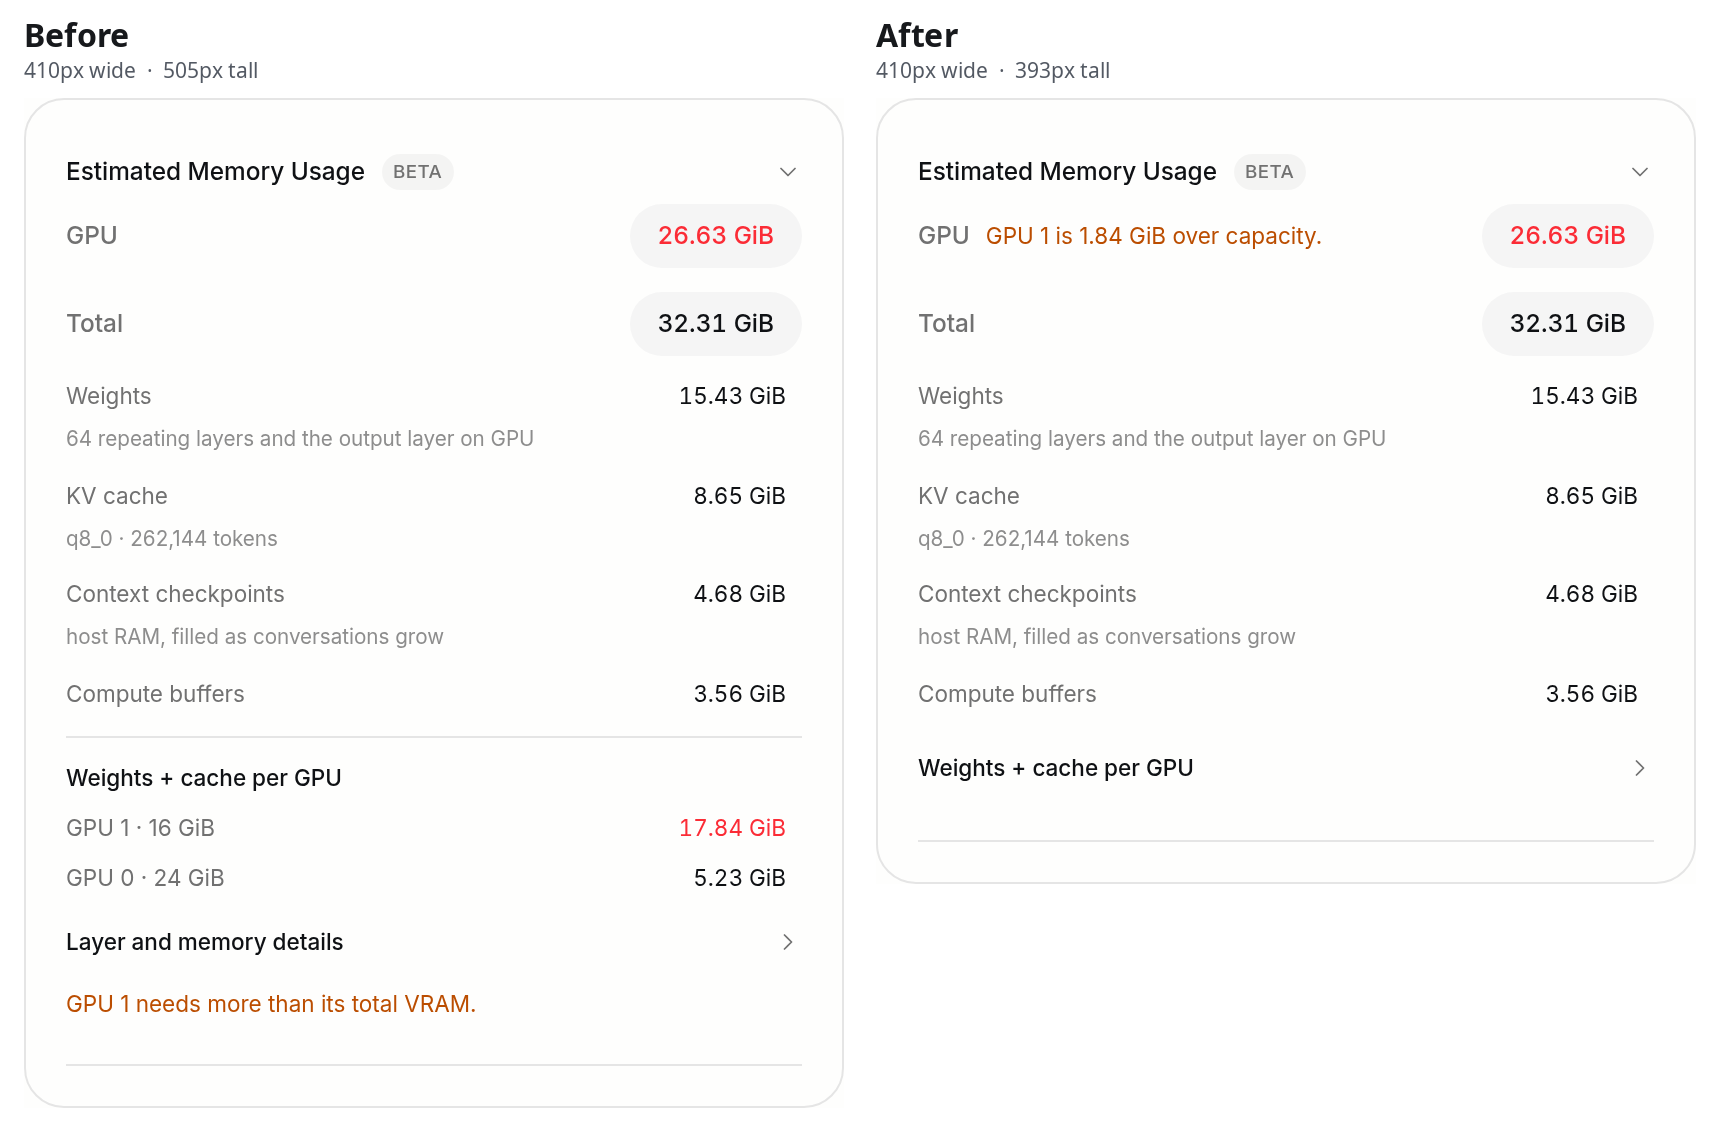 Before
410px wide · 505px tall
Estimated Memory Usage BETA
GPU 26.63 GiB
Total 32.31 GiB
Weights 15.43 GiB
64 repeating layers and the output layer on GPU
KV cache 8.65 GiB
q8_0 · 262,144 tokens
Context checkpoints 4.68 GiB
host RAM, filled as conversations grow
Compute buffers 3.56 GiB
Weights + cache per GPU
GPU 1 · 16 GiB 17.84 GiB
GPU 0 · 24 GiB 5.23 GiB
Layer and memory details
GPU 1 needs more than its total VRAM.
After
410px wide · 393px tall
Estimated Memory Usage BETA
GPU GPU 1 is 1.84 GiB over capacity. 26.63 GiB
Total 32.31 GiB
Weights 15.43 GiB
64 repeating layers and the output layer on GPU
KV cache 8.65 GiB
q8_0 · 262,144 tokens
Context checkpoints 4.68 GiB
host RAM, filled as conversations grow
Compute buffers 3.56 GiB
Weights + cache per GPU